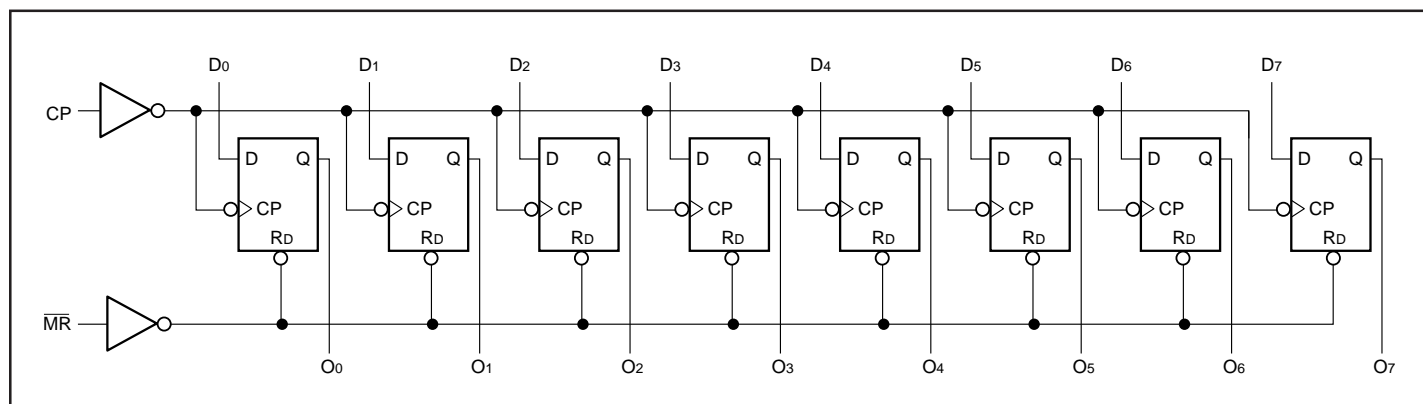 D0 D1 D2 D3 D4 D5 D6 D7
CP
D Q D Q D Q D Q D Q D Q D Q D Q
CP CP CP CP CP CP CP CP
RD RD RD RD RD RD RD RD
M̅R̅
O0 O1 O2 O3 O4 O5 O6 O7